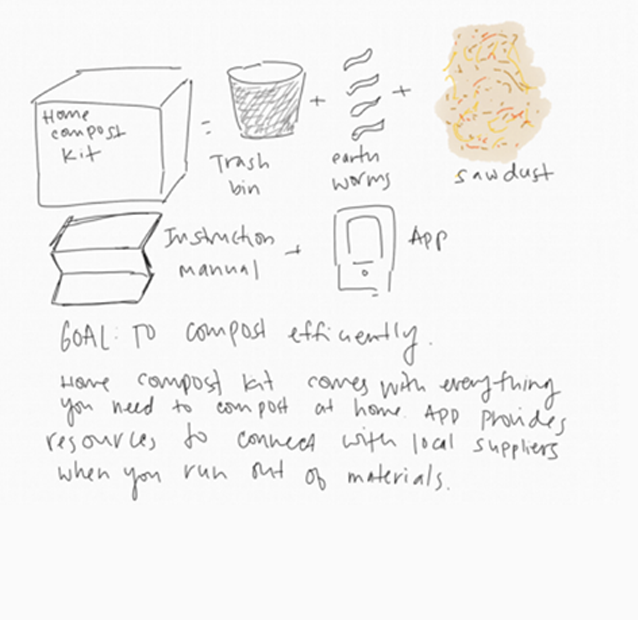 Home
compost
kit
=
Trash
bin
+
earth
worms
+
sawdust
Instruction
manual
+
App
GOAL: TO compost efficiently.
Home compost kit comes with everything
you need to compost at home. APP provides
resources to connect with local suppliers
when you run out of materials.